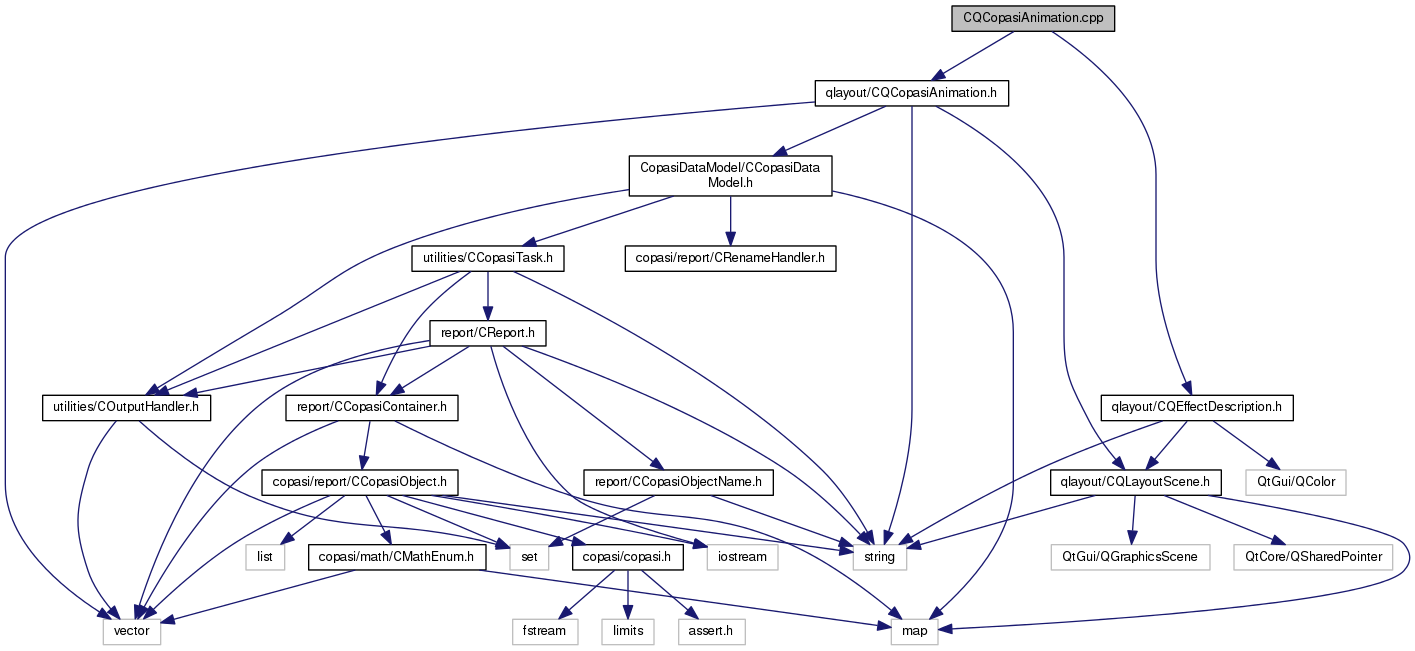 CQCopasiAnimation.cpp
qlayout/CQCopasiAnimation.h
CopasiDataModel/CCopasiData
Model.h
utilities/CCopasiTask.h
copasi/report/CRenameHandler.h
report/CReport.h
utilities/COutputHandler.h
report/CCopasiContainer.h
qlayout/CQEffectDescription.h
copasi/report/CCopasiObject.h
report/CCopasiObjectName.h
qlayout/CQLayoutScene.h
QtGui/QColor
list
copasi/math/CMathEnum.h
set
copasi/copasi.h
iostream
string
QtGui/QGraphicsScene
QtCore/QSharedPointer
vector
fstream
limits
assert.h
map